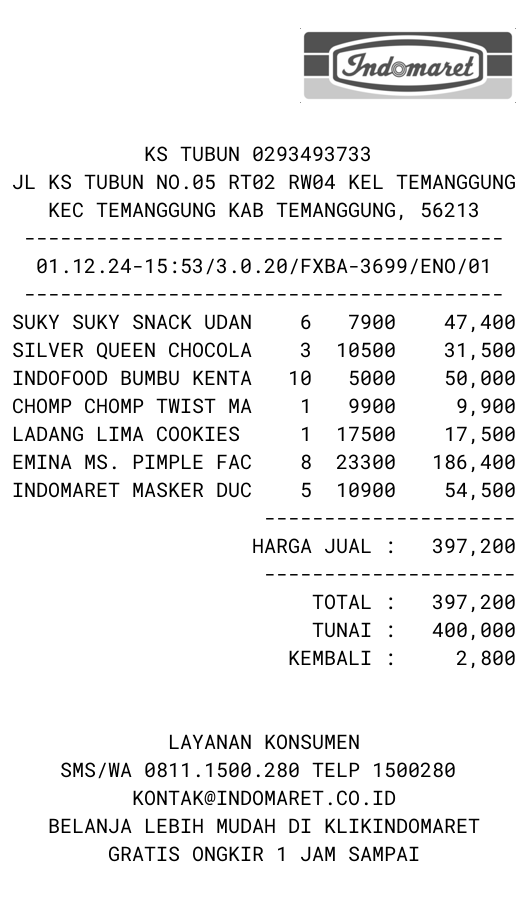 Indomaret
KS TUBUN 0293493733
JL KS TUBUN NO.05 RT02 RW04 KEL TEMANGGUNG
KEC TEMANGGUNG KAB TEMANGGUNG, 56213
----------------------------------------
01.12.24-15:53/3.0.20/FXBA-3699/ENO/01
----------------------------------------
SUKY SUKY SNACK UDAN 6 7900 47,400
SILVER QUEEN CHOCOLA 3 10500 31,500
INDOFOOD BUMBU KENTA 10 5000 50,000
CHOMP CHOMP TWIST MA 1 9900 9,900
LADANG LIMA COOKIES 1 17500 17,500
EMINA MS. PIMPLE FAC 8 23300 186,400
INDOMARET MASKER DUC 5 10900 54,500
---------------------
HARGA JUAL : 397,200
---------------------
TOTAL : 397,200
TUNAI : 400,000
KEMBALI : 2,800
LAYANAN KONSUMEN
SMS/WA 0811.1500.280 TELP 1500280
KONTAK@INDOMARET.CO.ID
BELANJA LEBIH MUDAH DI KLIKINDOMARET
GRATIS ONGKIR 1 JAM SAMPAI